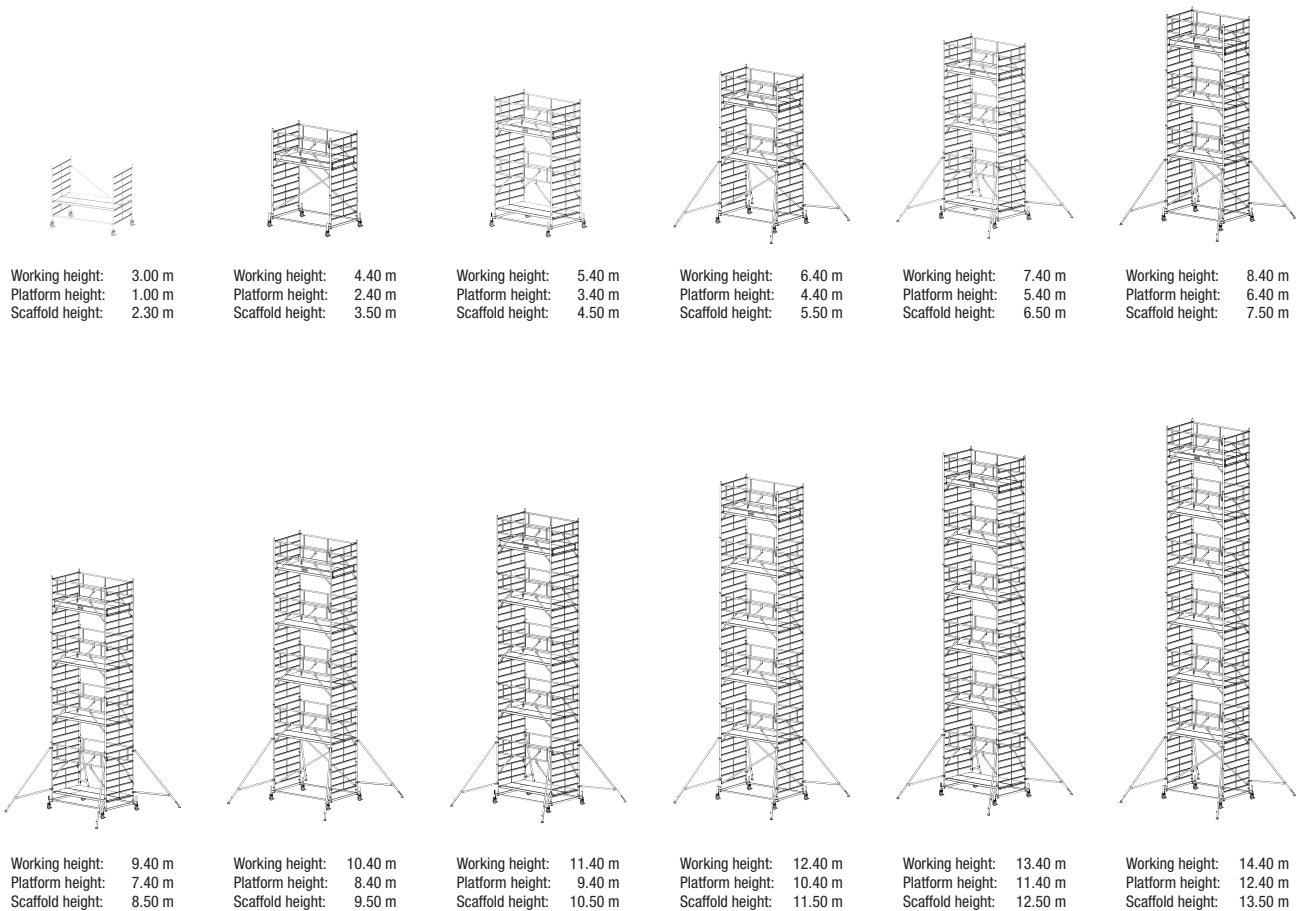 Working height: 3.00 m
Platform height: 1.00 m
Scaffold height: 2.30 m
Working height: 4.40 m
Platform height: 2.40 m
Scaffold height: 3.50 m
Working height: 5.40 m
Platform height: 3.40 m
Scaffold height: 4.50 m
Working height: 6.40 m
Platform height: 4.40 m
Scaffold height: 5.50 m
Working height: 7.40 m
Platform height: 5.40 m
Scaffold height: 6.50 m
Working height: 8.40 m
Platform height: 6.40 m
Scaffold height: 7.50 m
Working height: 9.40 m
Platform height: 7.40 m
Scaffold height: 8.50 m
Working height: 10.40 m
Platform height: 8.40 m
Scaffold height: 9.50 m
Working height: 11.40 m
Platform height: 9.40 m
Scaffold height: 10.50 m
Working height: 12.40 m
Platform height: 10.40 m
Scaffold height: 11.50 m
Working height: 13.40 m
Platform height: 11.40 m
Scaffold height: 12.50 m
Working height: 14.40 m
Platform height: 12.40 m
Scaffold height: 13.50 m